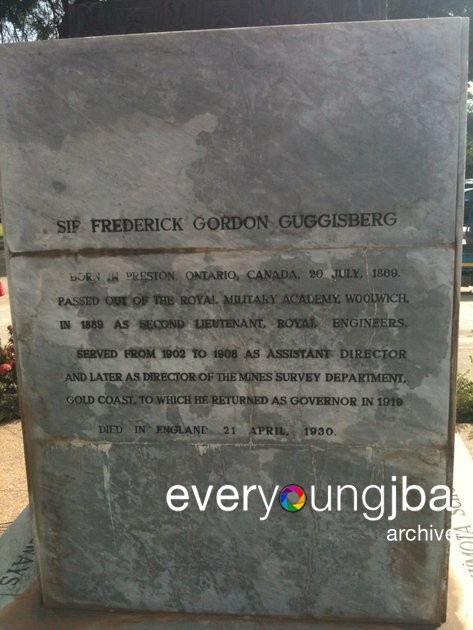 SIR FREDERICK GORDON GUGGISBERG
BORN IN PRESTON, ONTARIO, CANADA, 20 JULY, 1869.
PASSED OUT OF THE ROYAL MILITARY ACADEMY, WOOLWICH,
IN 1889 AS SECOND LIEUTENANT, ROYAL ENGINEERS.
SERVED FROM 1902 TO 1908 AS ASSISTANT DIRECTOR
AND LATER AS DIRECTOR OF THE MINES SURVEY DEPARTMENT,
GOLD COAST, TO WHICH HE RETURNED AS GOVERNOR IN 1919
DIED IN ENGLAND 21 APRIL, 1930.
everyoungjba
archive